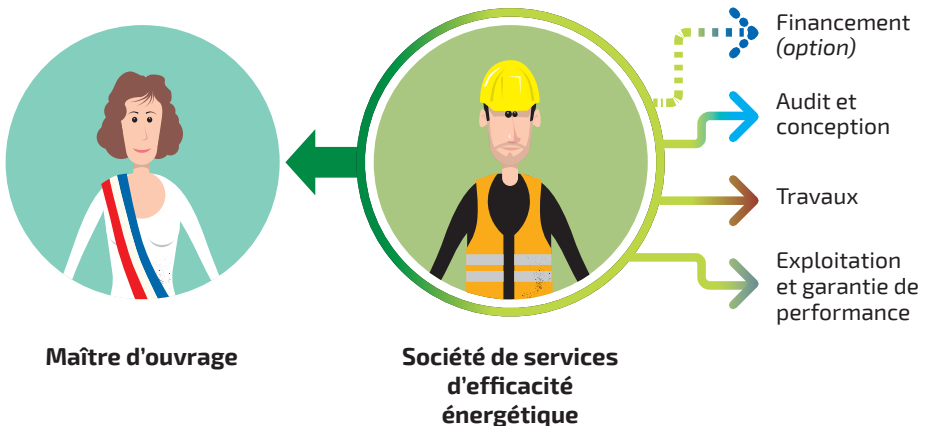 Financement
(option)
Audit et
conception
Travaux
Exploitation
et garantie de
performance
Maître d'ouvrage
Société de services
d'efficacité
énergétique